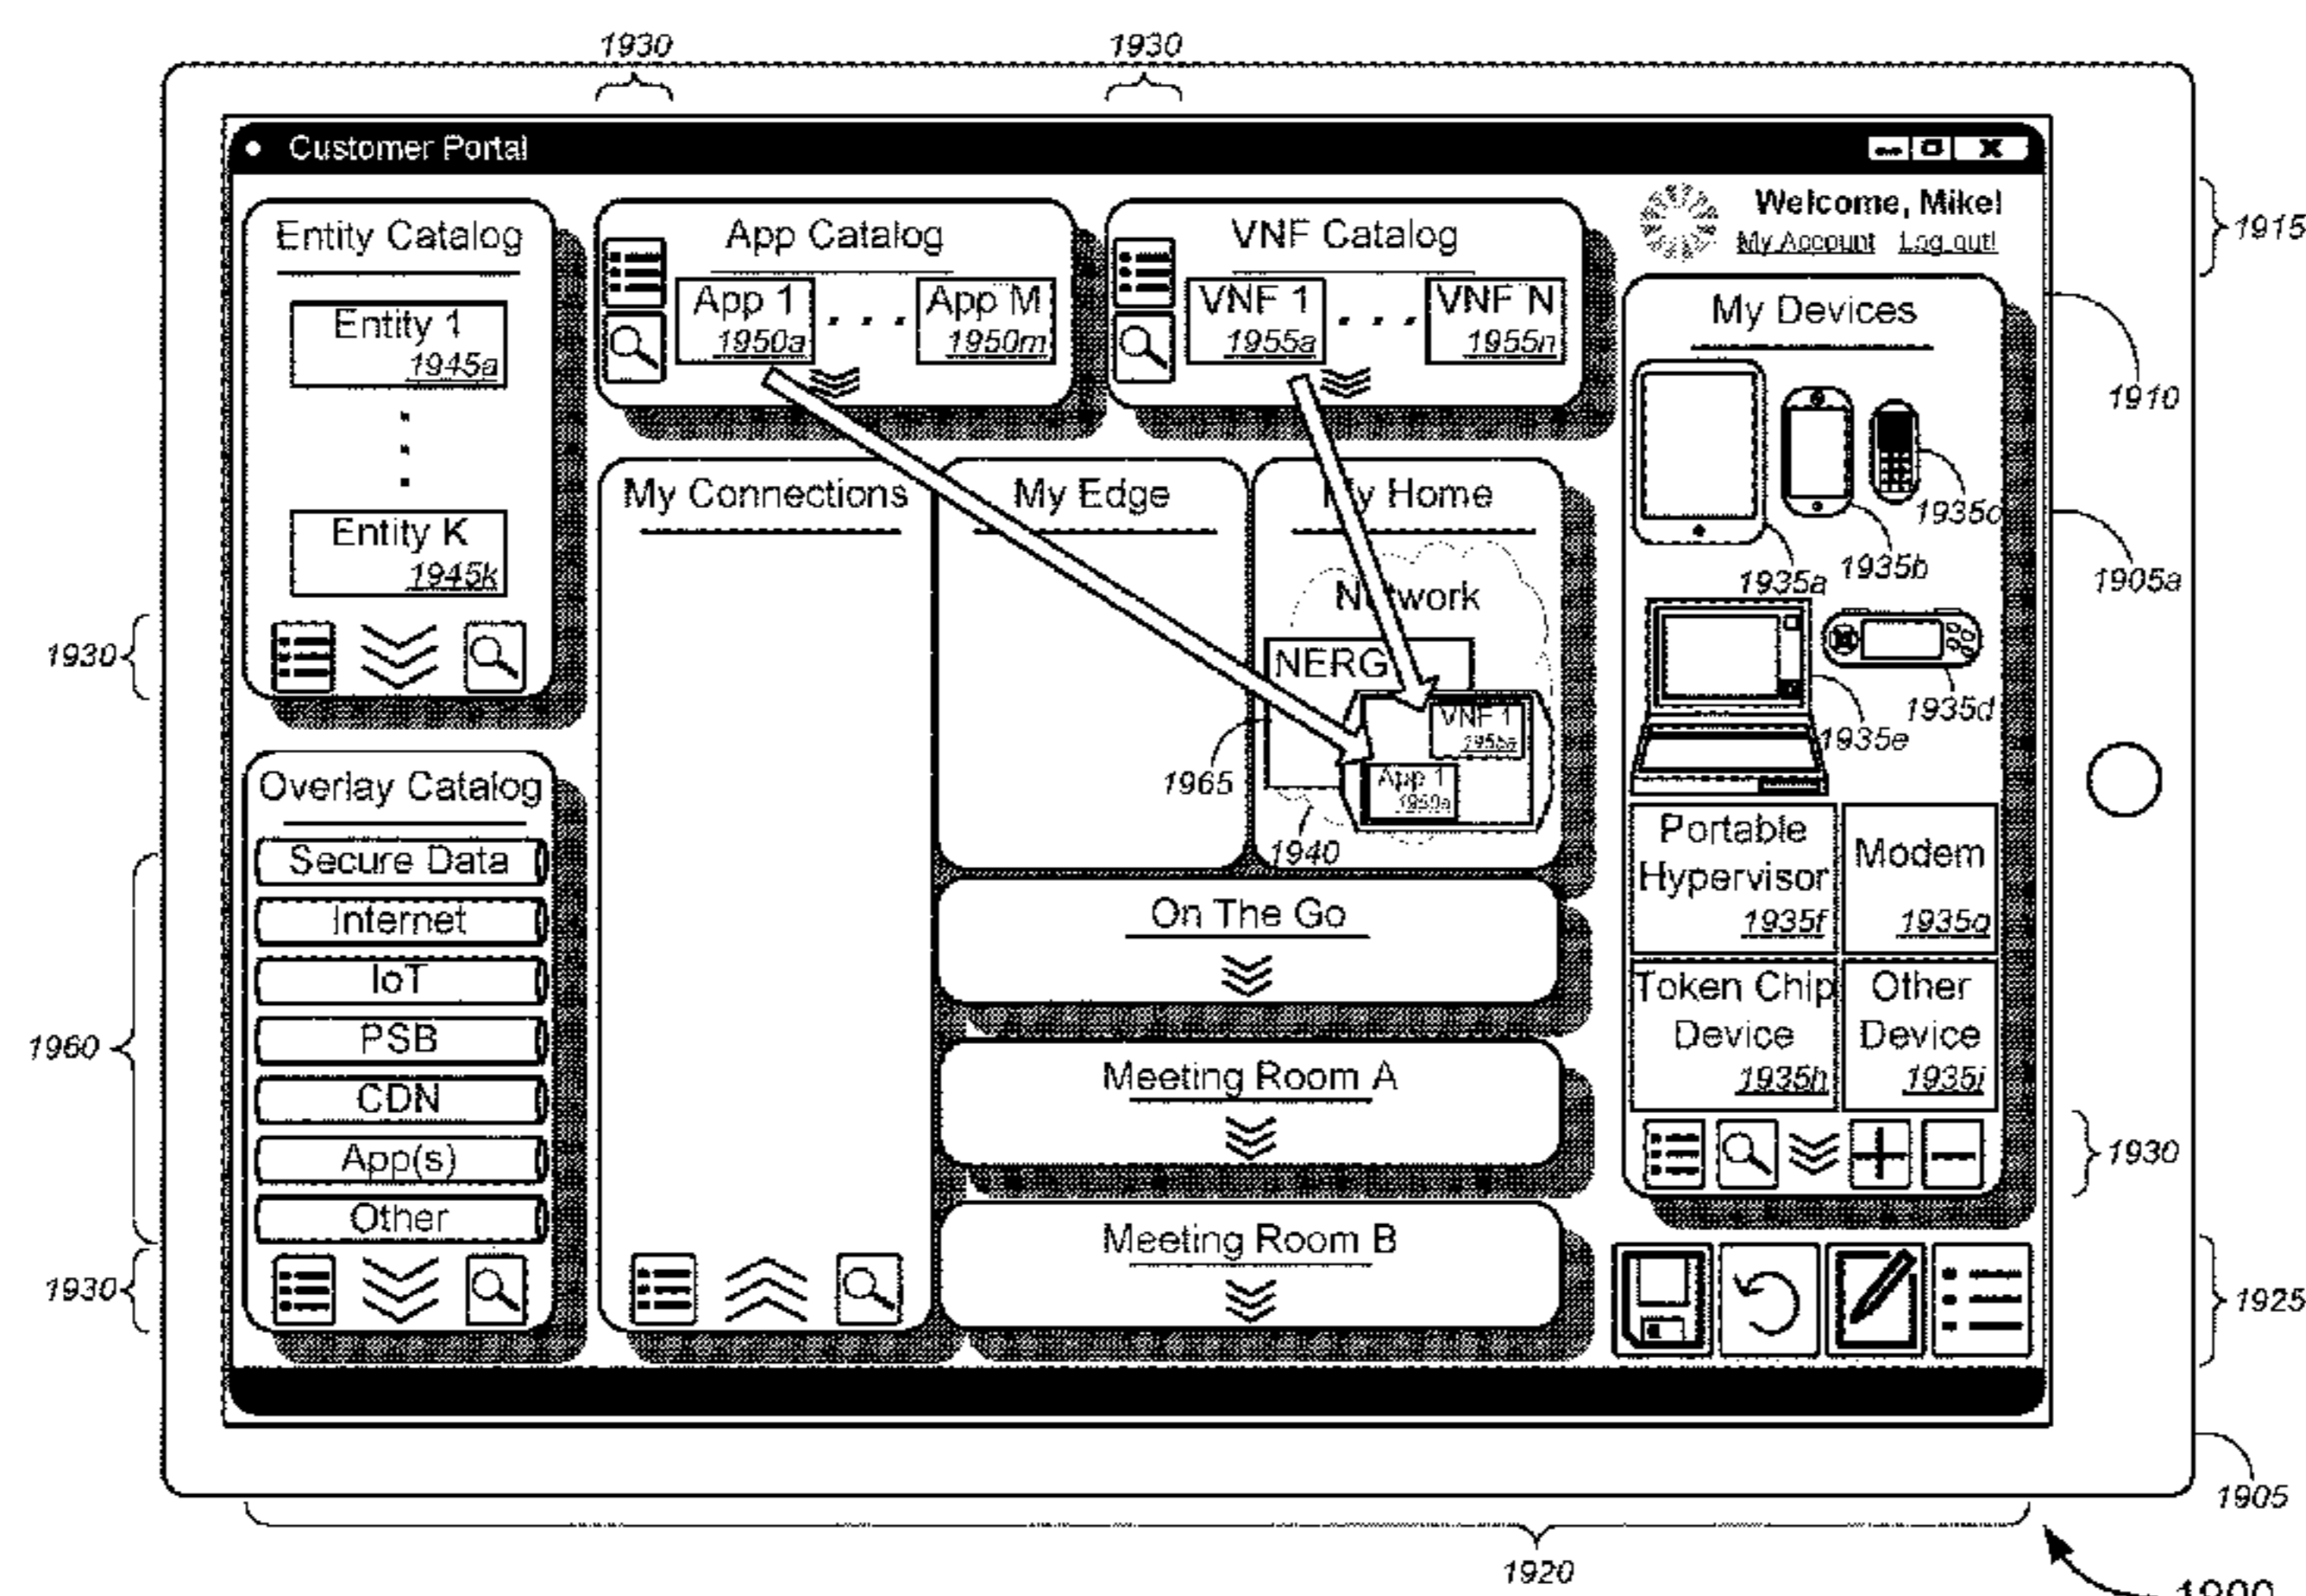 1930
1930
Customer Portal
Welcome, Mike!
My Account Log out!
1915
Entity Catalog
Entity 1
1945a
Entity K
1945k
1930
App Catalog
App 1
1950a
. . .
App M
1950m
VNF Catalog
VNF 1
1955a
. . .
VNF N
1955n
My Devices
1910
1935c
1935b
1935a
1905a
1935d
1935e
Portable
Hypervisor
1935f
Modem
1935g
Token Chip
Device
1935h
Other
Device
1935i
1930
My Connections
My Edge
My Home
Network
NERG
VNF 1
1955a
App 1
1950a
1965
1940
On The Go
Meeting Room A
Meeting Room B
Overlay Catalog
Secure Data
Internet
IoT
PSB
CDN
App(s)
Other
1960
1930
1925
1905
1920